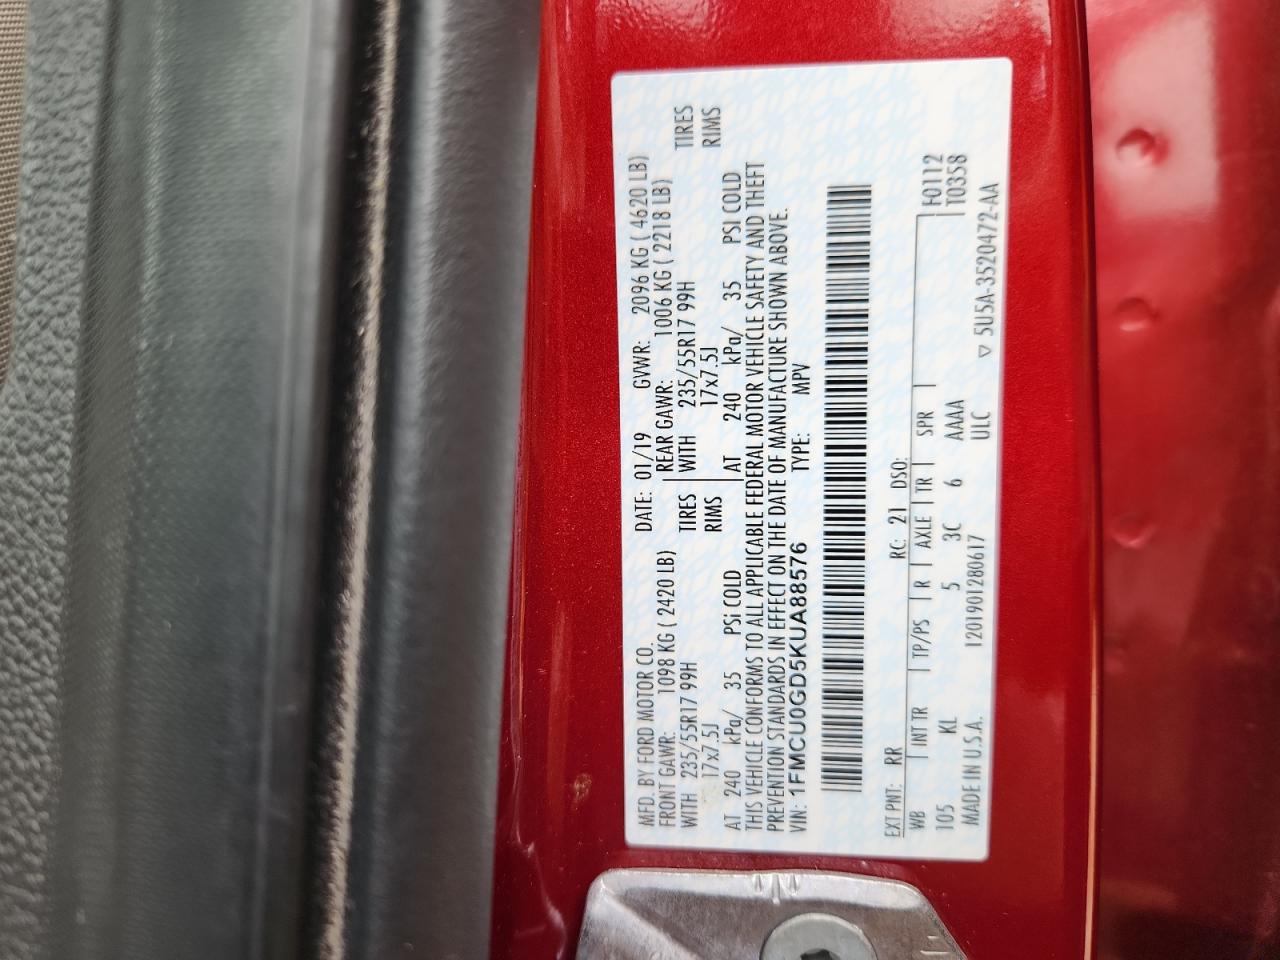 MFD. BY FORD MOTOR CO. DATE: 01/19 GVWR: 2096 KG ( 4620 LB)
FRONT GAWR: 1098 KG ( 2420 LB) REAR GAWR: 1006 KG ( 2218 LB)
WITH 235/55R17 99H TIRES WITH 235/55R17 99H TIRES
17x7.5J RIMS 17x7.5J RIMS
AT 240 kPa/ 35 PSi COLD AT 240 kPa/ 35 PSI COLD
THIS VEHICLE CONFORMS TO ALL APPLICABLE FEDERAL MOTOR VEHICLE SAFETY AND THEFT
PREVENTION STANDARDS IN EFFECT ON THE DATE OF MANUFACTURE SHOWN ABOVE.
VIN: 1FMCU0GD5KUA88576 TYPE: MPV
EXT PNT: RR RC: 21 DSO:
WB INT TR TP/PS R AXLE TR SPR F0112
105 KL 5 3C 6 AAAA T0358
MADE IN U.S.A. 1201901280617 ULC
▽ 5U5A-3520472-AA